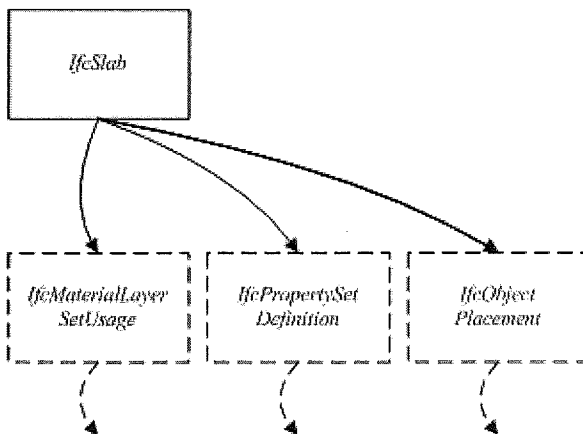 IfcSlab
IfcMaterialLayer
SetUsage
IfcPropertySet
Definition
IfcObject
Placement